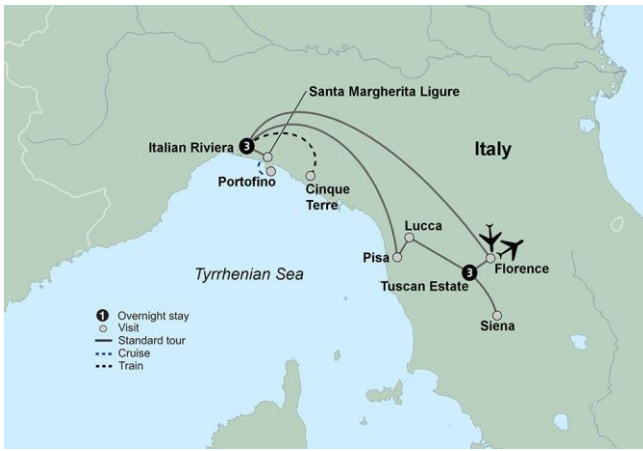 Santa Margherita Ligure
Italian Riviera
3
Italy
Portofino
Cinque
Terre
Lucca
Pisa
Florence
Tuscan Estate
3
Tyrrhenian Sea
Siena
1 Overnight stay
Visit
Standard tour
Cruise
Train